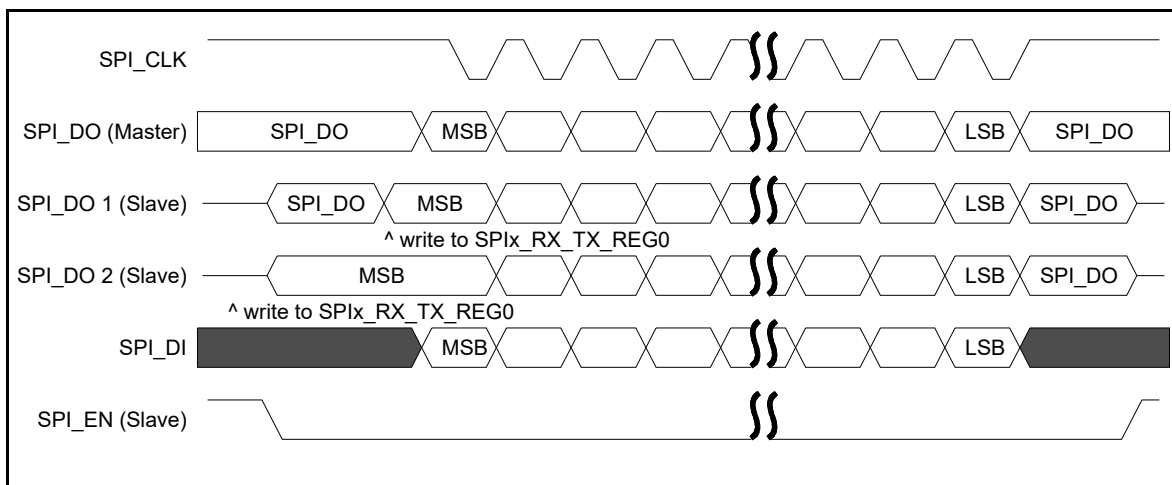 SPI_CLK
SPI_DO (Master) SPI_DO MSB LSB SPI_DO
SPI_DO 1 (Slave) SPI_DO MSB LSB SPI_DO
^ write to SPIx_RX_TX_REG0
SPI_DO 2 (Slave) MSB LSB SPI_DO
^ write to SPIx_RX_TX_REG0
SPI_DI MSB LSB
SPI_EN (Slave)